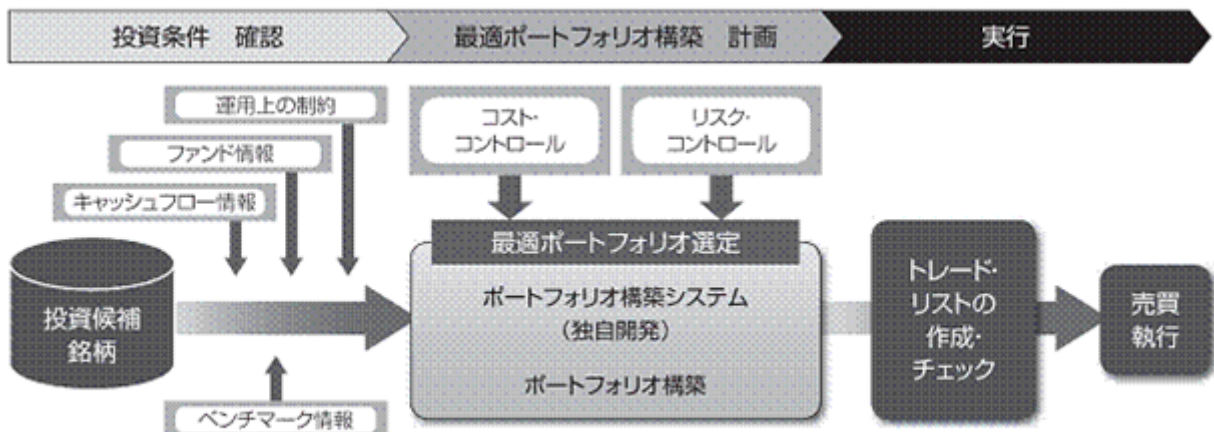 投資条件 確認
最適ポートフォリオ構築 計画
実行
運用上の制約
ファンド情報
キャッシュフロー情報
投資候補
銘柄
ベンチマーク情報
コスト・
コントロール
リスク・
コントロール
最適ポートフォリオ選定
ポートフォリオ構築システム
(独自開発)
ポートフォリオ構築
トレード・
リストの
作成・
チェック
売買
執行